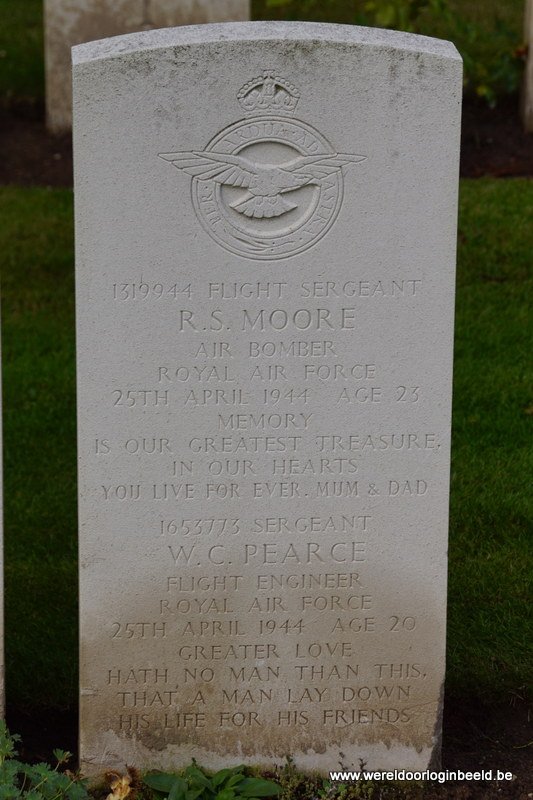 PER ARDUA AD ASTRA
1319944 FLIGHT SERGEANT
R.S. MOORE
AIR BOMBER
ROYAL AIR FORCE
25TH APRIL 1944 AGE 23
MEMORY
IS OUR GREATEST TREASURE.
IN OUR HEARTS
YOU LIVE FOR EVER. MUM & DAD
1653773 SERGEANT
W. C. PEARCE
FLIGHT ENGINEER
ROYAL AIR FORCE
25TH APRIL 1944 AGE 20
GREATER LOVE
HATH NO MAN THAN THIS,
THAT A MAN LAY DOWN
HIS LIFE FOR HIS FRIENDS
www.wereldoorloginbeeld.be